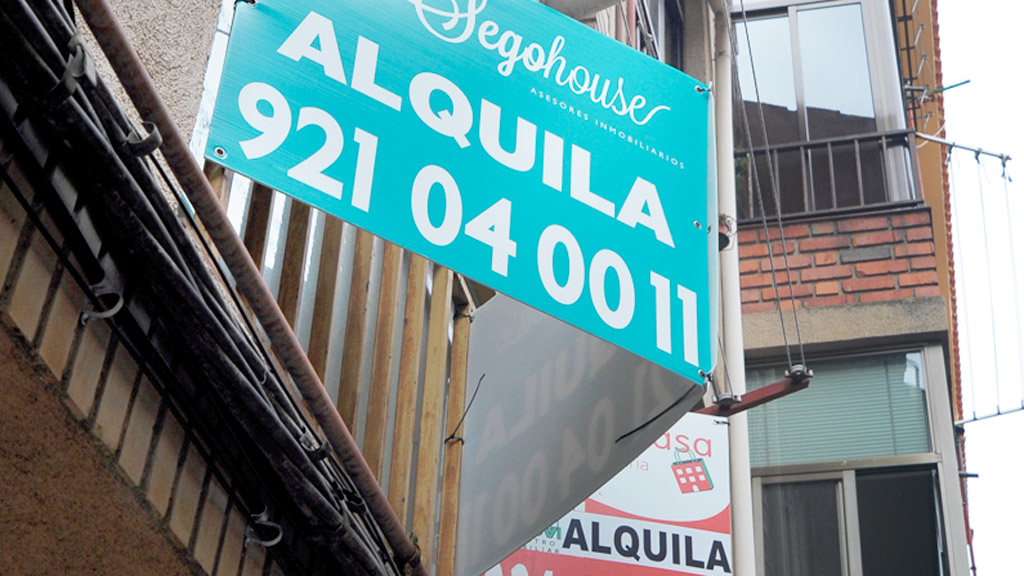 Segohouse
ASESORES INMOBILIARIOS
ALQUILA
921 04 00 11
asa
ALQUILA